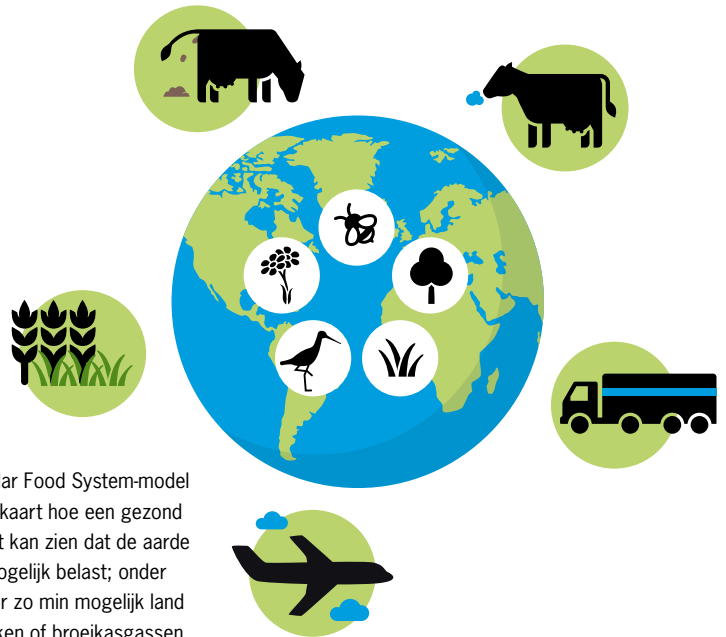 lar Food System-model
kaart hoe een gezond
t kan zien dat de aarde
ogelijk belast; onder
r zo min mogelijk land
ken of broeikasgassen